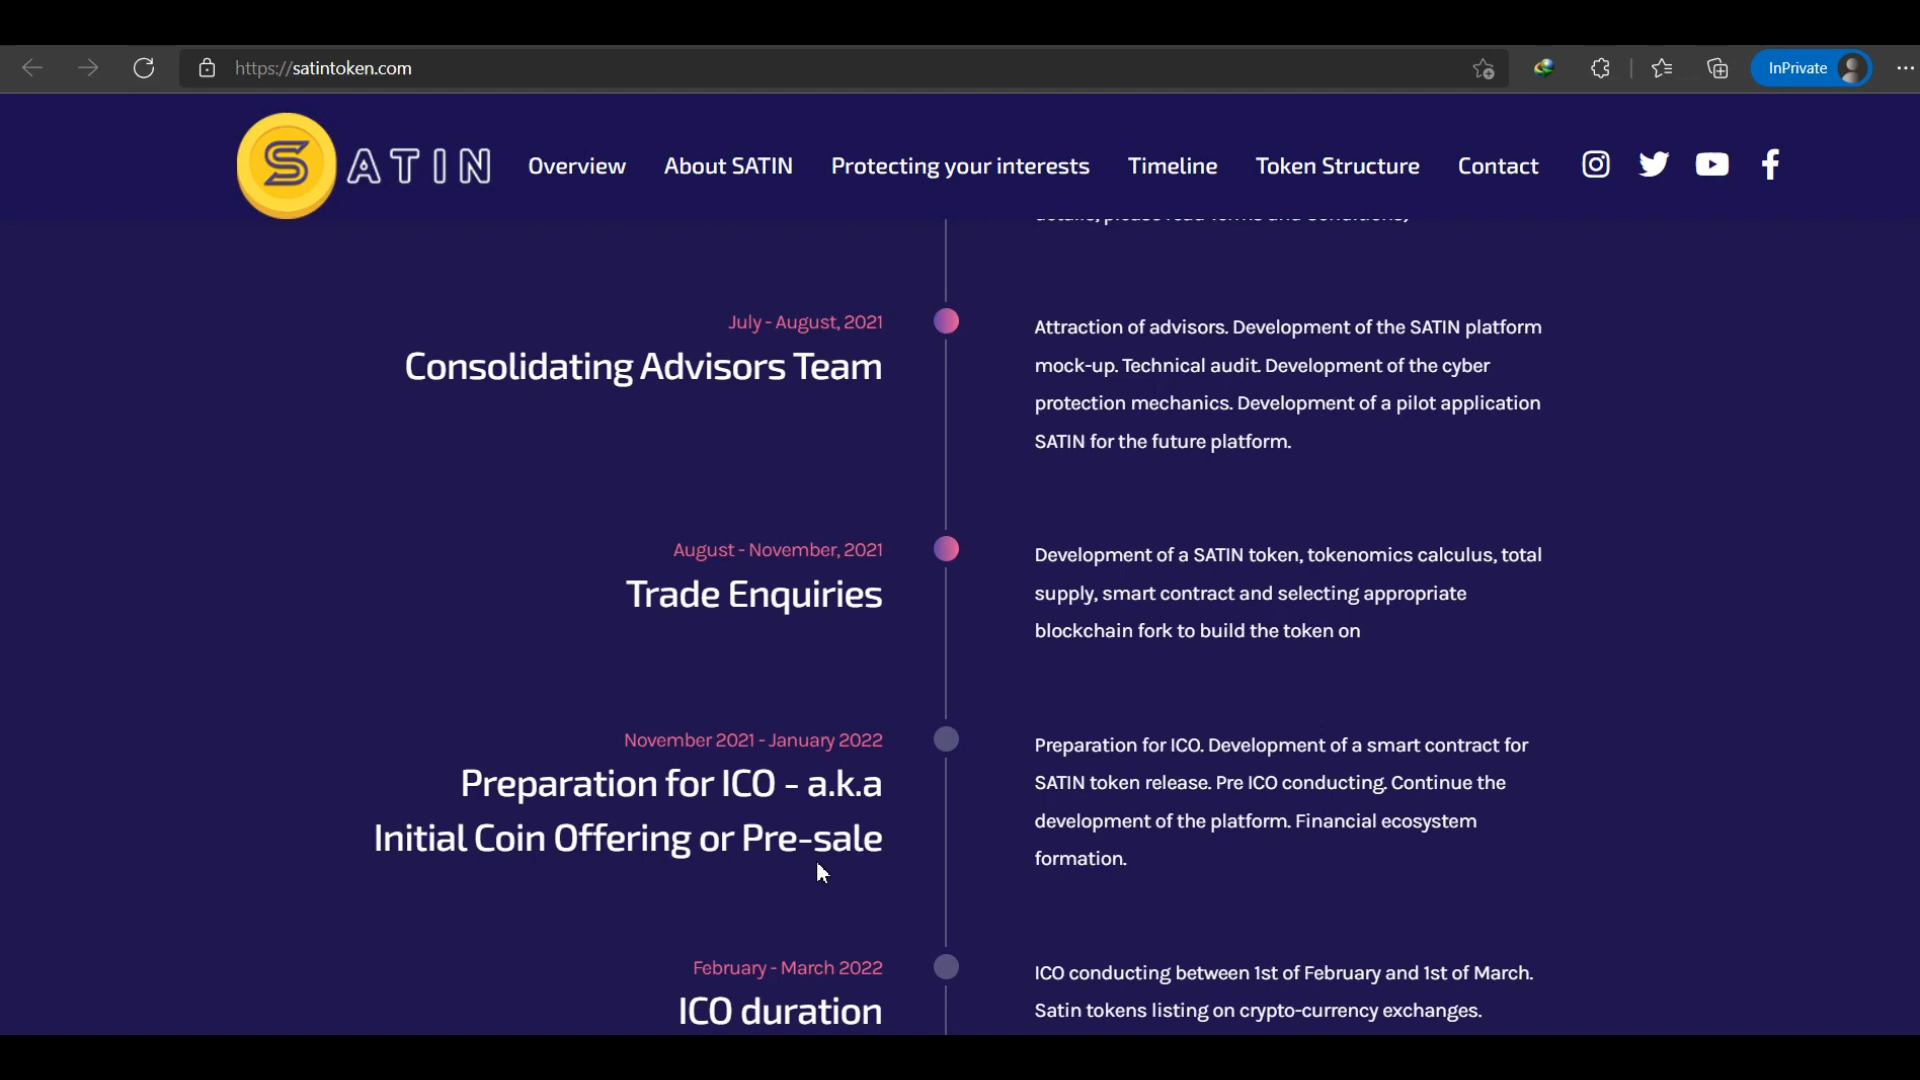 https://satintoken.com
InPrivate
SATIN
Overview
About SATIN
Protecting your interests
Timeline
Token Structure
Contact
July - August, 2021
Consolidating Advisors Team
Attraction of advisors. Development of the SATIN platform
mock-up. Technical audit. Development of the cyber
protection mechanics. Development of a pilot application
SATIN for the future platform.
August - November, 2021
Trade Enquiries
Development of a SATIN token, tokenomics calculus, total
supply, smart contract and selecting appropriate
blockchain fork to build the token on
November 2021 - January 2022
Preparation for ICO - a.k.a
Initial Coin Offering or Pre-sale
Preparation for ICO. Development of a smart contract for
SATIN token release. Pre ICO conducting. Continue the
development of the platform. Financial ecosystem
formation.
February - March 2022
ICO duration
ICO conducting between 1st of February and 1st of March.
Satin tokens listing on crypto-currency exchanges.